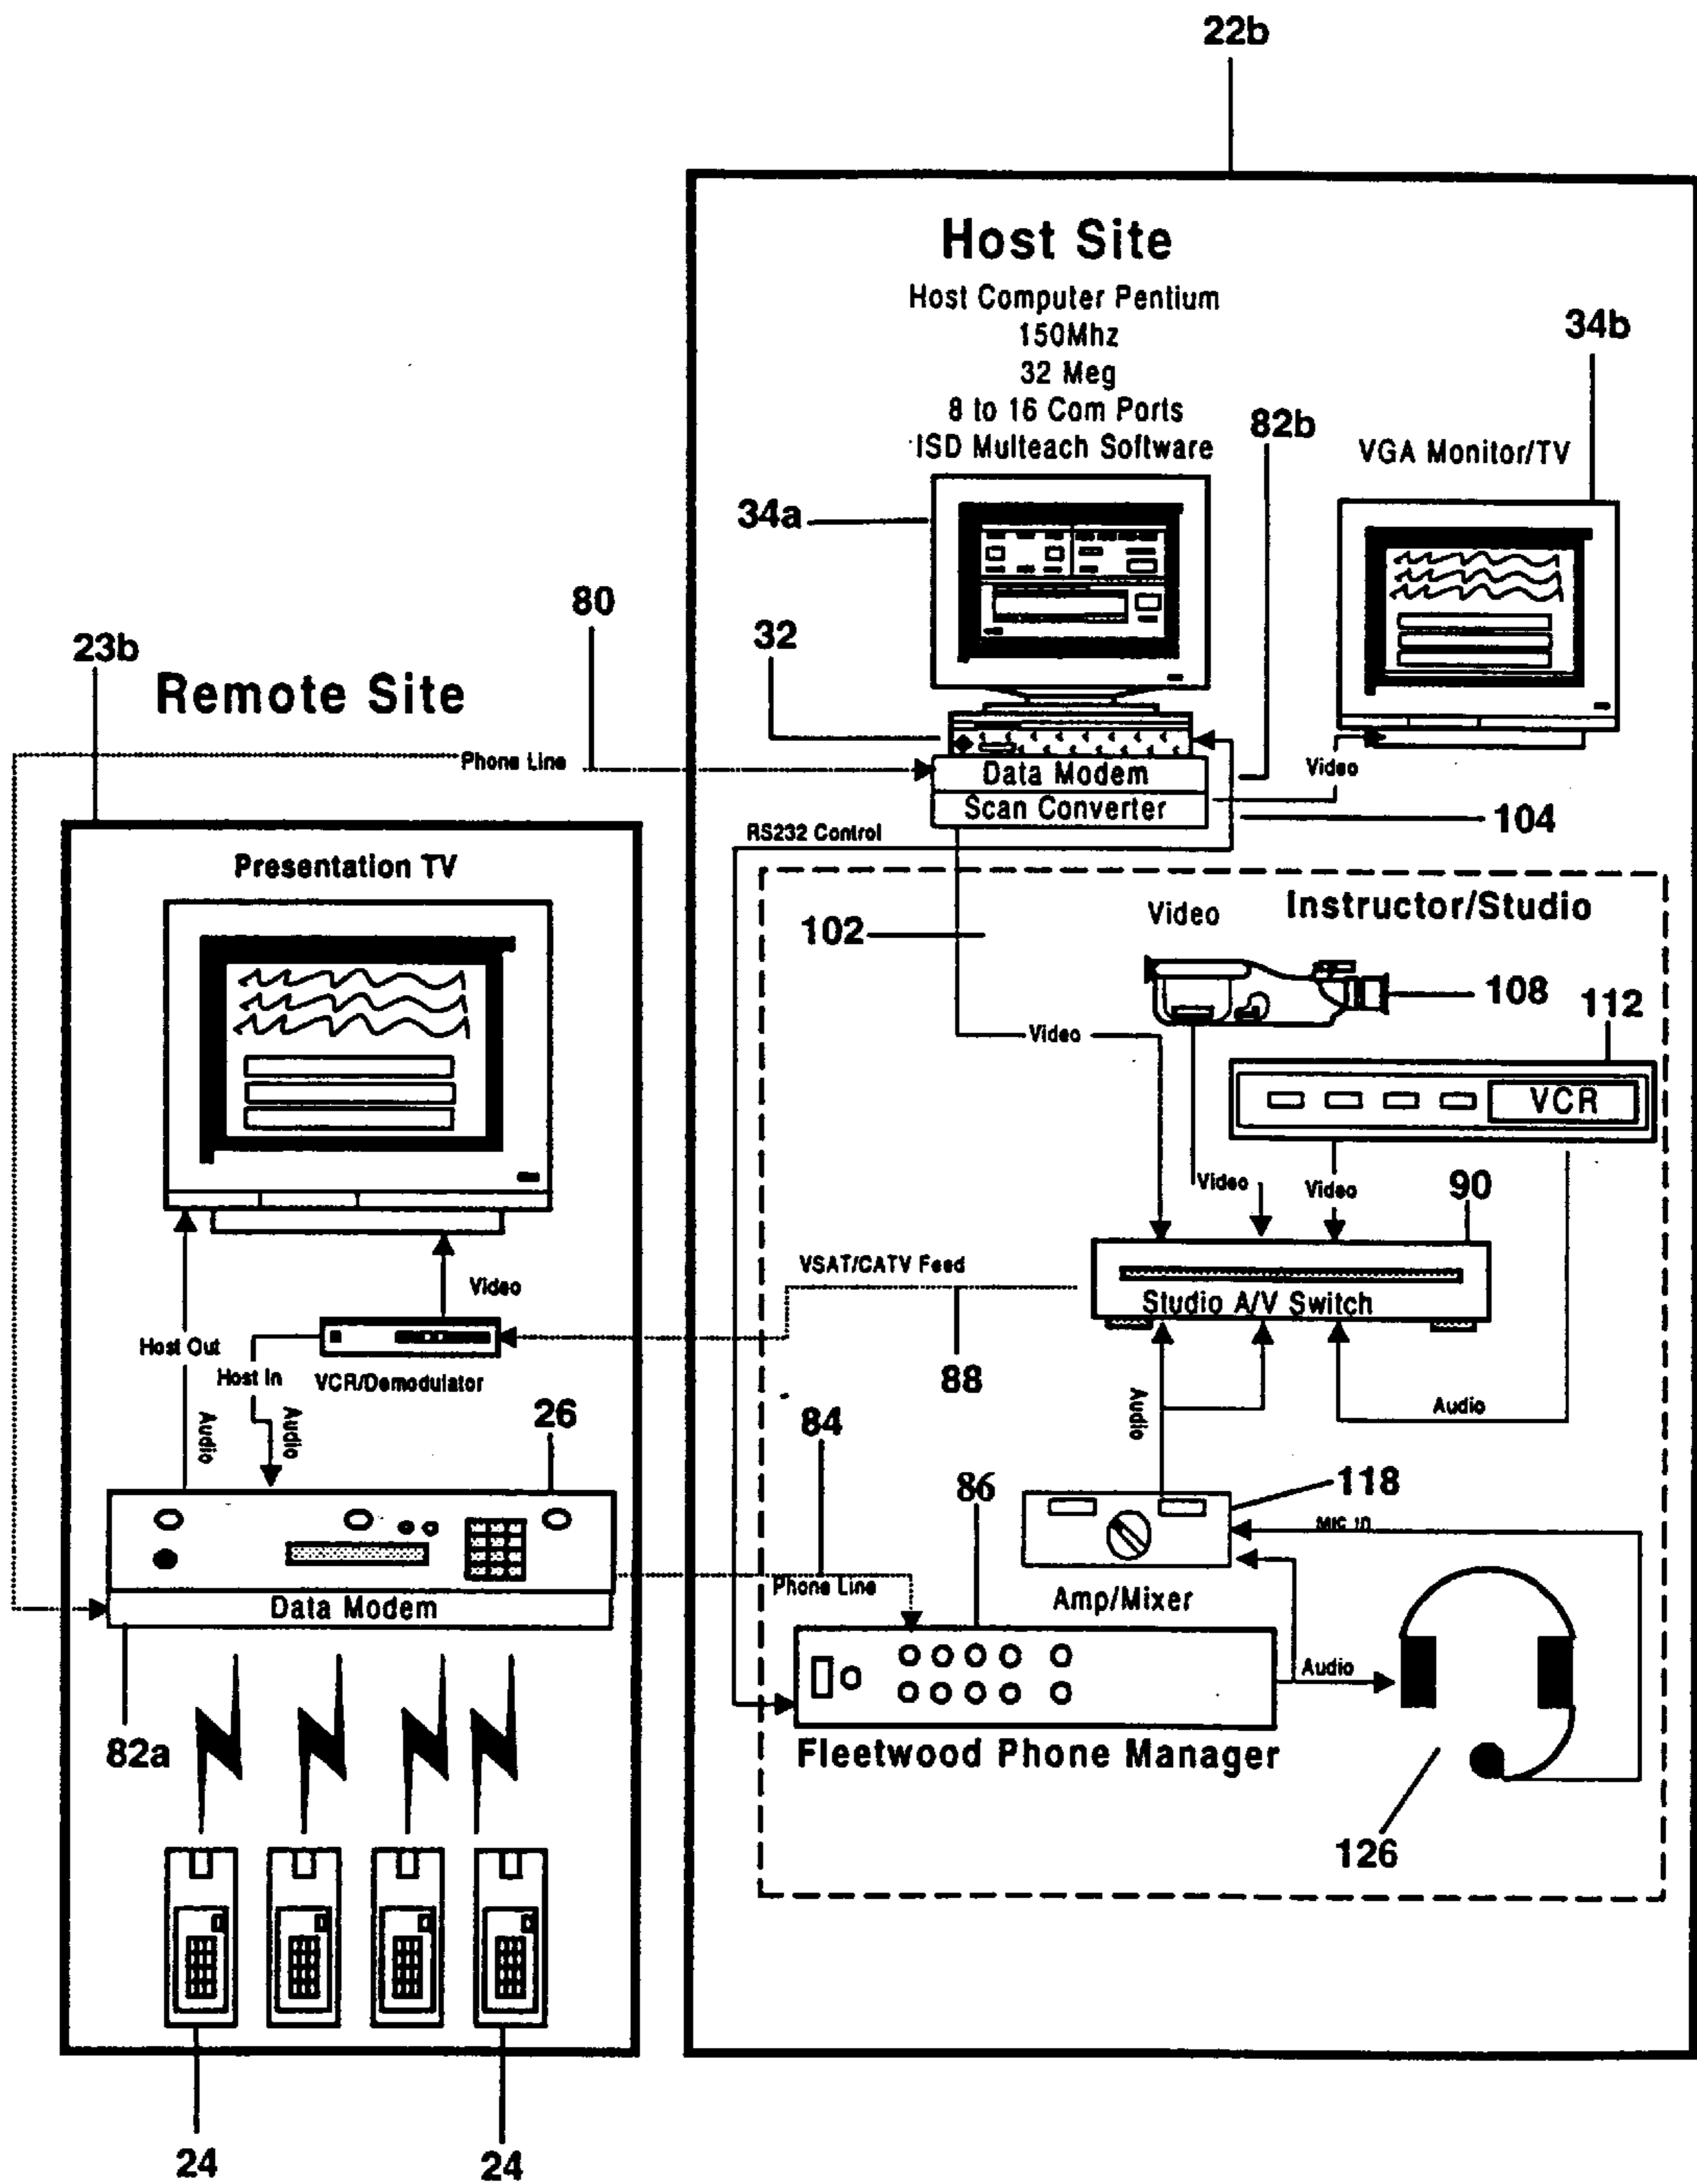 22b
Host Site
Host Computer Pentium
150Mhz
32 Meg
8 to 16 Com Ports
ISD Multeach Software
82b
34b
VGA Monitor/TV
34a
80
32
23b
Remote Site
Phone Line
Data Modem
Scan Converter
Video
104
RS232 Control
Presentation TV
102
Video
Instructor/Studio
108
112
Video
VCR
Video
Video
90
VSAT/CATV Feed
Studio A/V Switch
Video
Host Out
Host In
VCR/Demodulator
88
Audio
Audio
26
84
Audio
Audio
86
118
Mic In
Phone Line
Amp/Mixer
Data Modem
Audio
82a
Fleetwood Phone Manager
126
24
24